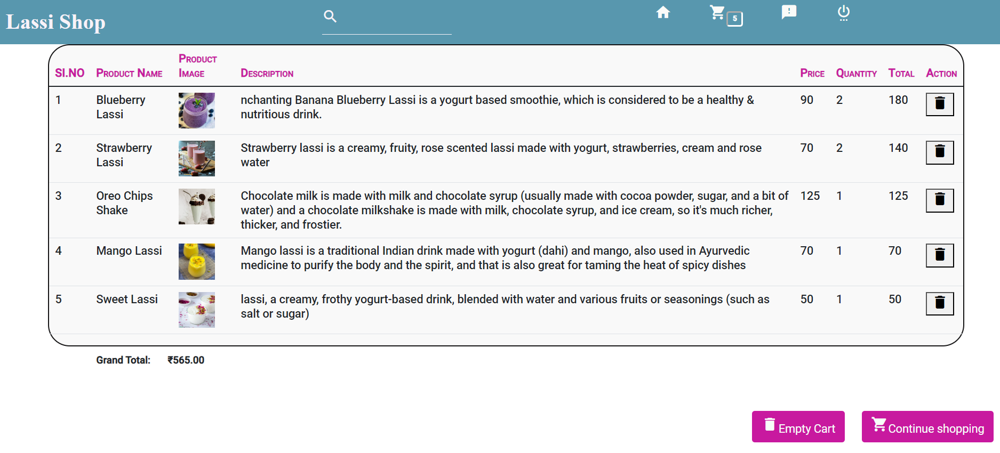 Lassi Shop
5
Product
SI.NO Product Name Image Description Price Quantity Total Action
1 Blueberry nchanting Banana Blueberry Lassi is a yogurt based smoothie, which is considered to be a healthy & 90 2 180
Lassi nutritious drink.
2 Strawberry Strawberry lassi is a creamy, fruity, rose scented lassi made with yogurt, strawberries, cream and rose 70 2 140
Lassi water
3 Oreo Chips Chocolate milk is made with milk and chocolate syrup (usually made with cocoa powder, sugar, and a bit of 125 1 125
Shake water) and a chocolate milkshake is made with milk, chocolate syrup, and ice cream, so it's much richer,
thicker, and frostier.
4 Mango Lassi Mango lassi is a traditional Indian drink made with yogurt (dahi) and mango, also used in Ayurvedic 70 1 70
medicine to purify the body and the spirit, and that is also great for taming the heat of spicy dishes
5 Sweet Lassi lassi, a creamy, frothy yogurt-based drink, blended with water and various fruits or seasonings (such as 50 1 50
salt or sugar)
Grand Total: ₹565.00
Empty Cart Continue shopping